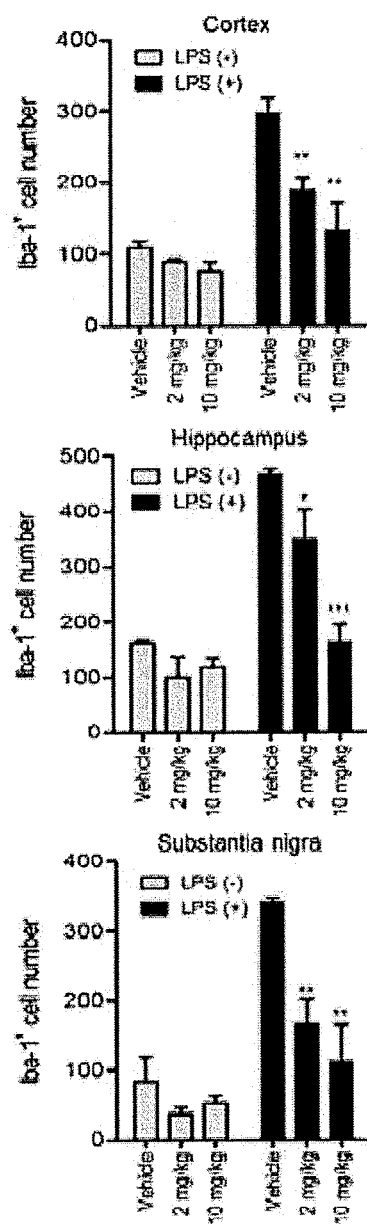 Cortex
400
LPS (-)
LPS (+)
300
200
100
0
Iba-1+ cell number
**
**
Vehicle
2 mg/kg
10 mg/kg
Vehicle
2 mg/kg
10 mg/kg
Hippocampus
500
LPS (-)
LPS (+)
400
300
200
100
0
Iba-1+ cell number
*
***
Vehicle
2 mg/kg
10 mg/kg
Vehicle
2 mg/kg
10 mg/kg
Substantia nigra
400
LPS (-)
LPS (+)
300
200
100
0
Iba-1+ cell number
**
**
Vehicle
2 mg/kg
10 mg/kg
Vehicle
2 mg/kg
10 mg/kg